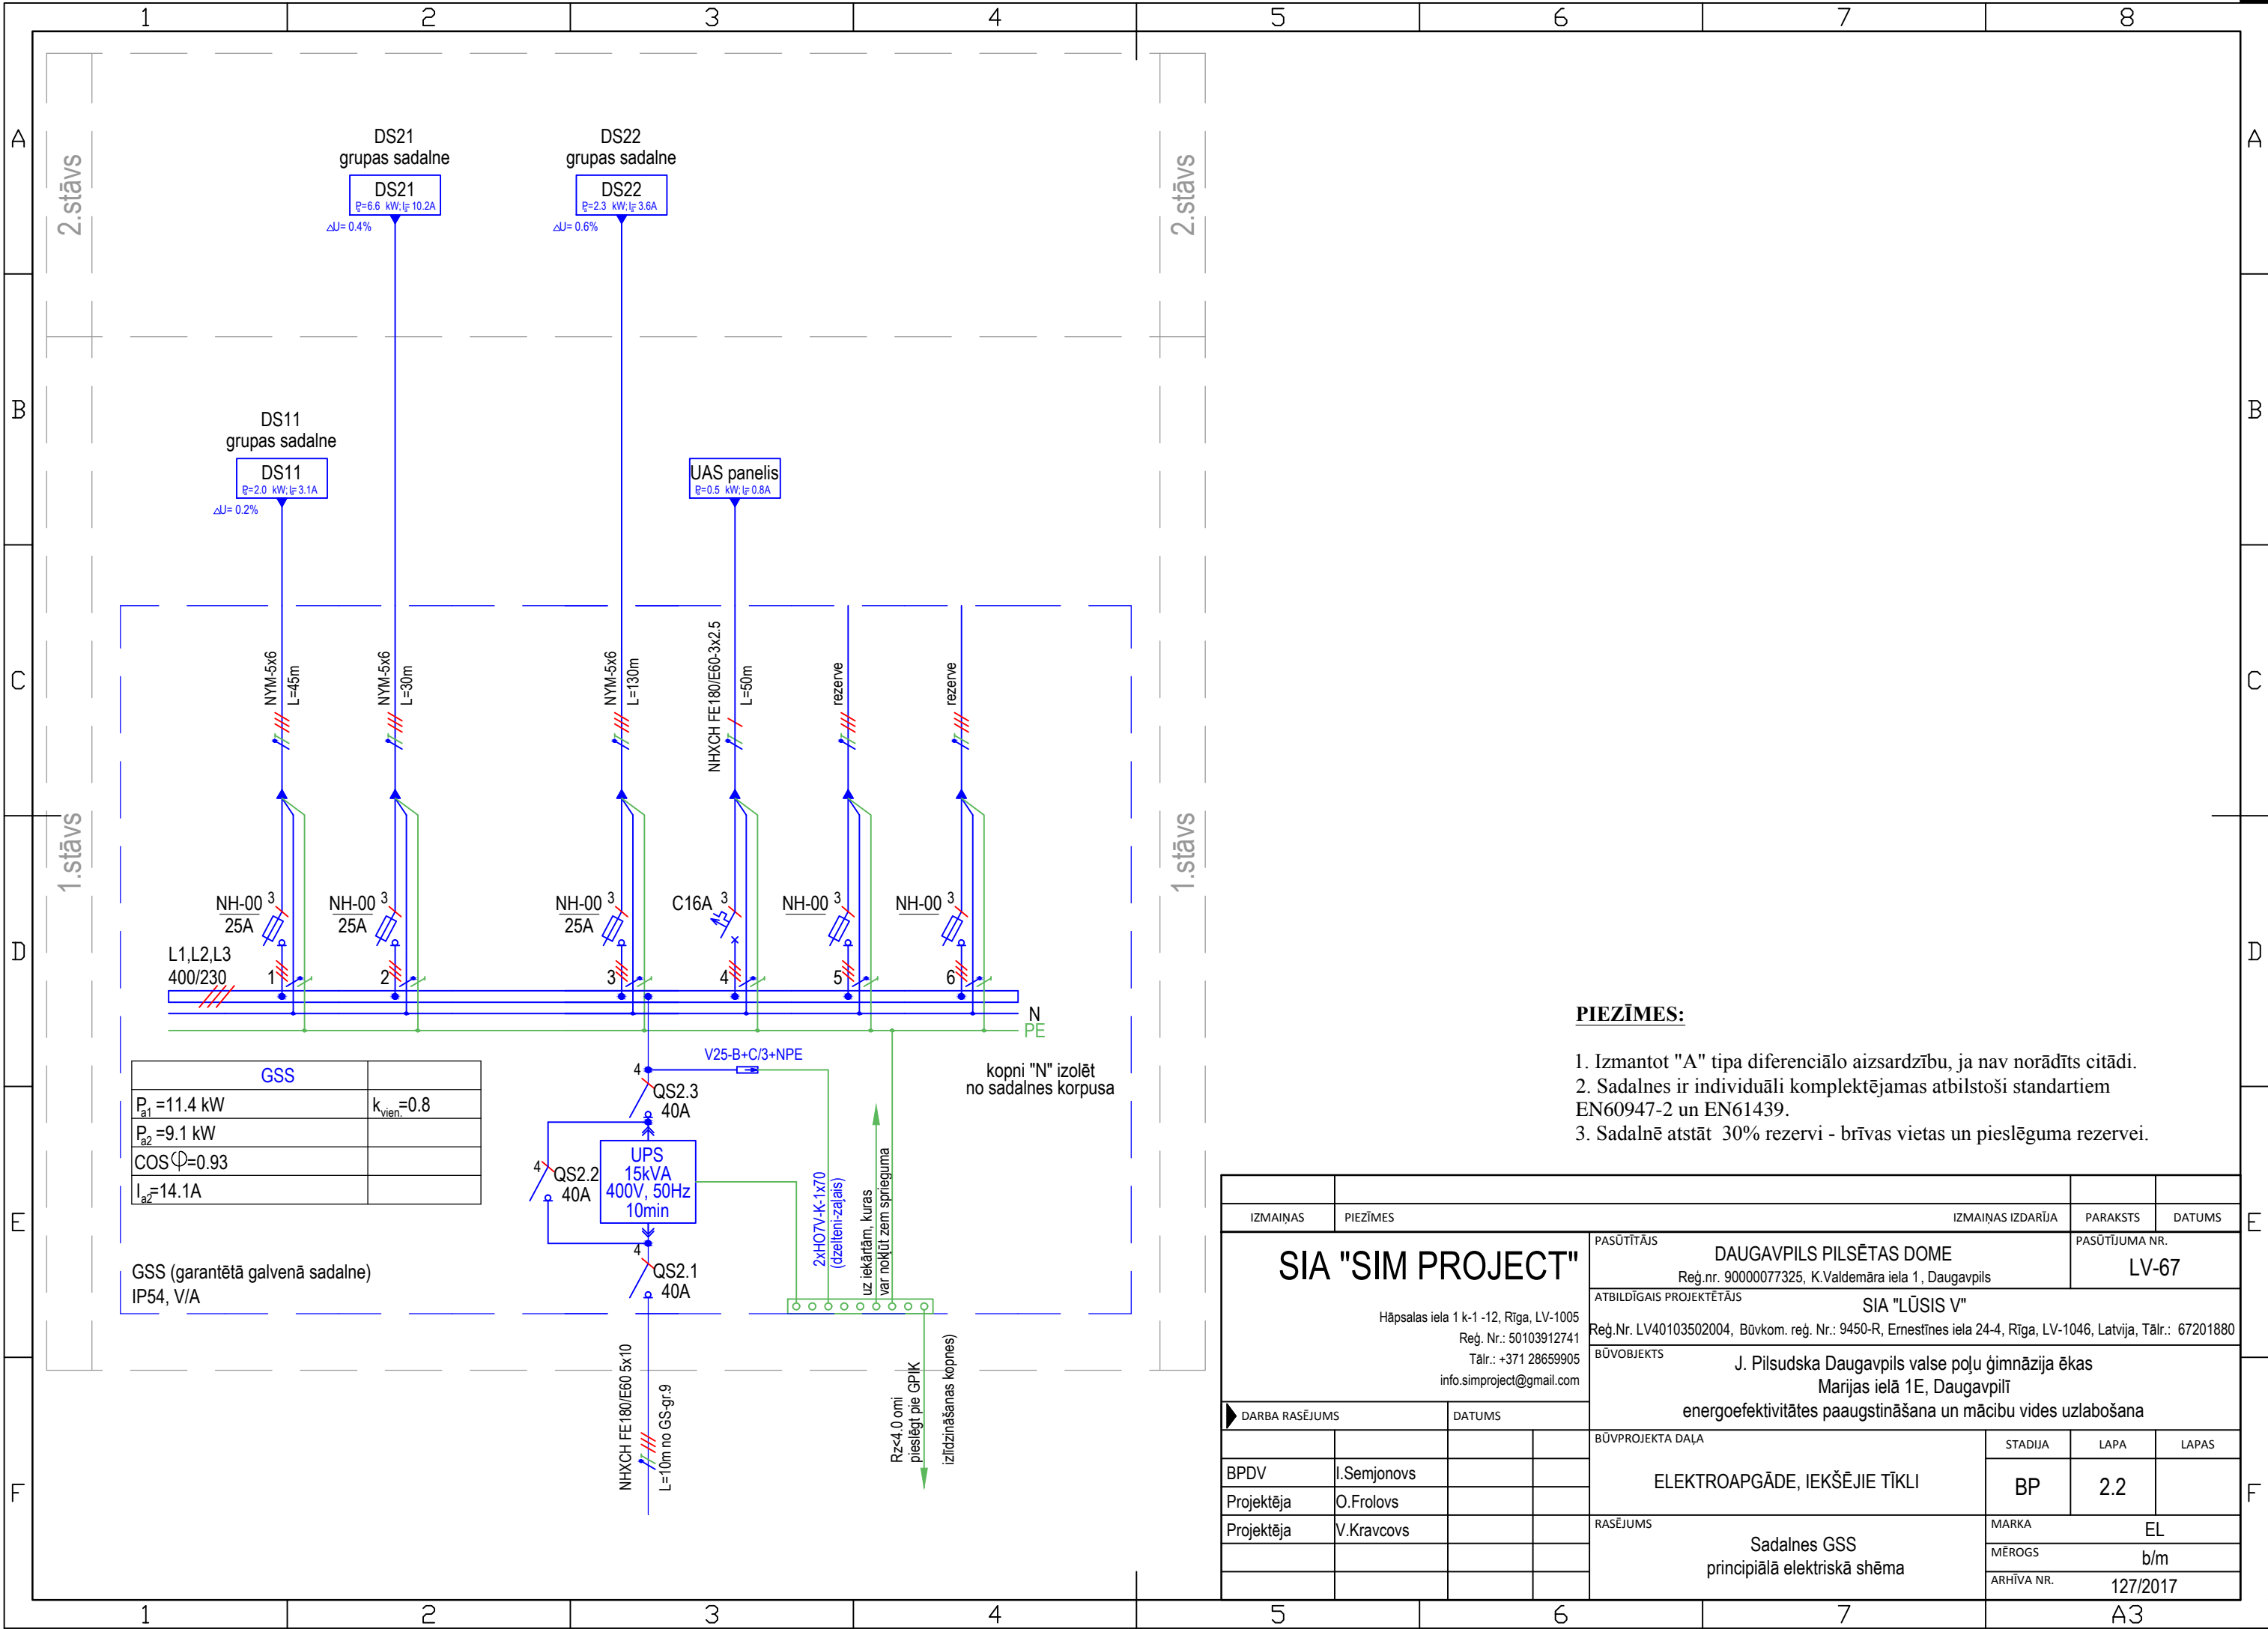 1 2 3 4 5 6 7 8
A
B
C
D
E
F
2.stāvs
2.stāvs
1.stāvs
1.stāvs
DS21
grupas sadalne
DS21
P=6.6 kW; I=10.2A
ΔU= 0.4%
DS22
grupas sadalne
DS22
P=2.3 kW; I=3.6A
ΔU= 0.6%
DS11
grupas sadalne
DS11
P=2.0 kW; I=3.1A
ΔU= 0.2%
UAS panelis
P=0.5 kW; I=0.8A
NYM-5x6
L=45m
NYM-5x6
L=30m
NYM-5x6
L=130m
NHXCH FE180/E60-3x2.5
L=50m
rezerve
rezerve
NH-00 3
25A
NH-00 3
25A
NH-00 3
25A
C16A 3
NH-00 3
NH-00 3
L1,L2,L3
400/230
1 2 3 4 5 6
N
PE
kopni "N" izolēt
no sadalnes korpusa
V25-B+C/3+NPE
GSS
Pa1 =11.4 kW kvien.=0.8
Pa2 =9.1 kW
COSφ=0.93
Ia2=14.1A
4
QS2.3
40A
4
QS2.2
40A
UPS
15kVA
400V, 50Hz
10min
4
QS2.1
40A
2xHO7V-K-1x70
(dzelteni-zaļais)
uz iekārtām, kuras
var nokļūt zem sprieguma
GSS (garantētā galvenā sadalne)
IP54, V/A
NHXCH FE180/E60 5x10
L=10m no GS-gr.9
Rz<4.0 omi
pieslēgt pie GPIK
izlīdzināšanas kopnes)
PIEZĪMES:
1. Izmantot "A" tipa diferenciālo aizsardzību, ja nav norādīts citādi.
2. Sadalnes ir individuāli komplektējamas atbilstoši standartiem
EN60947-2 un EN61439.
3. Sadalnē atstāt 30% rezervi - brīvas vietas un pieslēguma rezervei.
IZMAIŅAS PIEZĪMES IZMAIŅAS IZDARĪJA PARAKSTS DATUMS
SIA "SIM PROJECT"
Hāpsalas iela 1 k-1 -12, Rīga, LV-1005
Reģ. Nr.: 50103912741
Tālr.: +371 28659905
info.simproject@gmail.com
PASŪTĪTĀJS
DAUGAVPILS PILSĒTAS DOME
Reģ.nr. 90000077325, K.Valdemāra iela 1, Daugavpils
PASŪTĪJUMA NR.
LV-67
ATBILDĪGAIS PROJEKTĒTĀJS
SIA "LŪSIS V"
Reģ.Nr. LV40103502004, Būvkom. reģ. Nr.: 9450-R, Ernestīnes iela 24-4, Rīga, LV-1046, Latvija, Tālr.: 67201880
BŪVOBJEKTS
J. Pilsudska Daugavpils valse poļu ģimnāzija ēkas
Marijas ielā 1E, Daugavpilī
energoefektivitātes paaugstināšana un mācibu vides uzlabošana
DARBA RASĒJUMS DATUMS
BPDV I.Semjonovs
Projektēja O.Frolovs
Projektēja V.Kravcovs
BŪVPROJEKTA DAĻA
ELEKTROAPGĀDE, IEKŠĒJIE TĪKLI
STADIJA LAPA LAPAS
BP 2.2
RASĒJUMS
Sadalnes GSS
principiālā elektriskā shēma
MARKA EL
MĒROGS b/m
ARHĪVA NR. 127/2017
A
B
C
D
E
F
1 2 3 4 5 6 7 A3